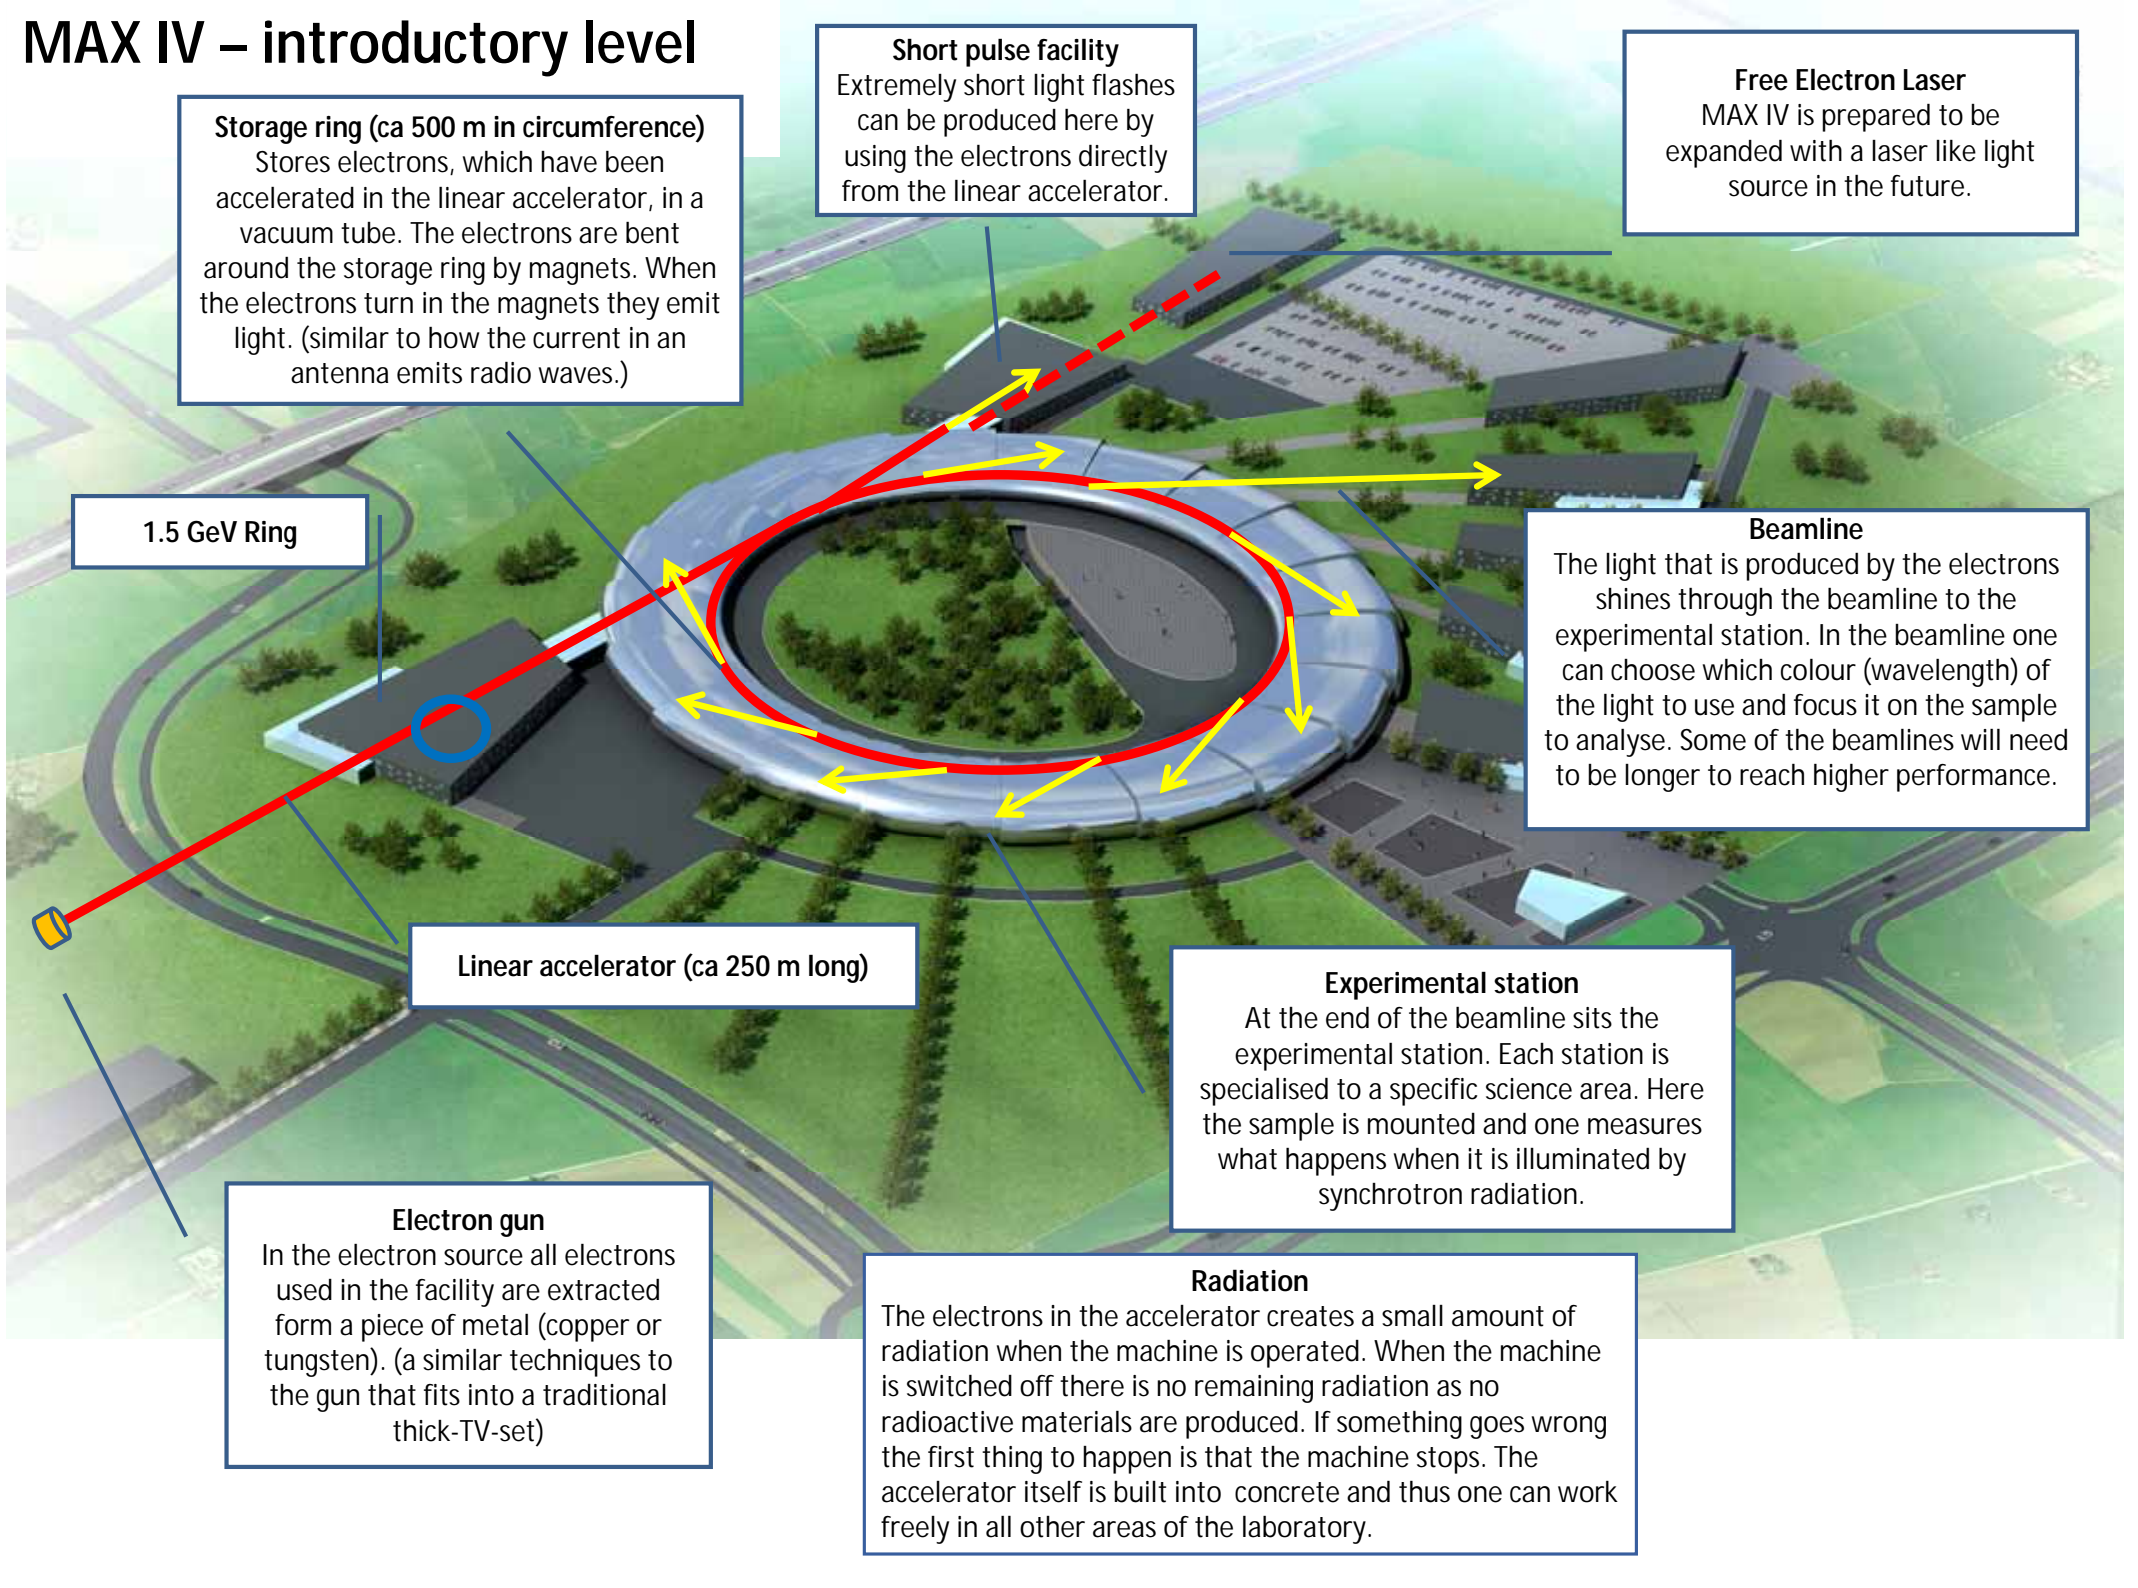 MAX IV – introductory level
Short pulse facility
Extremely short light flashes
can be produced here by
using the electrons directly
from the linear accelerator.
Free Electron Laser
MAX IV is prepared to be
expanded with a laser like light
source in the future.
Storage ring (ca 500 m in circumference)
Stores electrons, which have been
accelerated in the linear accelerator, in a
vacuum tube. The electrons are bent
around the storage ring by magnets. When
the electrons turn in the magnets they emit
light. (similar to how the current in an
antenna emits radio waves.)
1.5 GeV Ring
Beamline
The light that is produced by the electrons
shines through the beamline to the
experimental station. In the beamline one
can choose which colour (wavelength) of
the light to use and focus it on the sample
to analyse. Some of the beamlines will need
to be longer to reach higher performance.
Linear accelerator (ca 250 m long)
Experimental station
At the end of the beamline sits the
experimental station. Each station is
specialised to a specific science area. Here
the sample is mounted and one measures
what happens when it is illuminated by
synchrotron radiation.
Electron gun
In the electron source all electrons
used in the facility are extracted
form a piece of metal (copper or
tungsten). (a similar techniques to
the gun that fits into a traditional
thick-TV-set)
Radiation
The electrons in the accelerator creates a small amount of
radiation when the machine is operated. When the machine
is switched off there is no remaining radiation as no
radioactive materials are produced. If something goes wrong
the first thing to happen is that the machine stops. The
accelerator itself is built into  concrete and thus one can work
freely in all other areas of the laboratory.